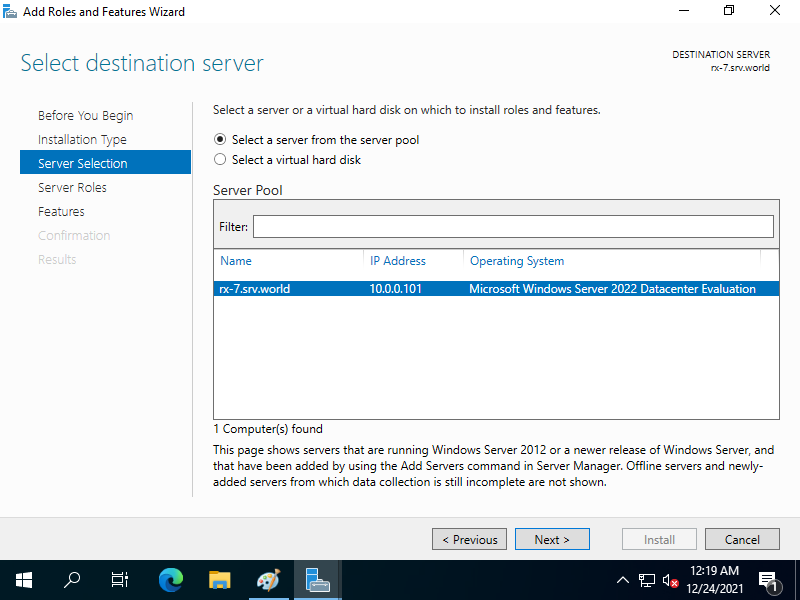 Add Roles and Features Wizard
Select destination server
DESTINATION SERVER
rx-7.srv.world
Before You Begin
Installation Type
Server Selection
Server Roles
Features
Confirmation
Results
Select a server or a virtual hard disk on which to install roles and features.
Select a server from the server pool
Select a virtual hard disk
Server Pool
Filter:
Name IP Address Operating System
rx-7.srv.world 10.0.0.101 Microsoft Windows Server 2022 Datacenter Evaluation
1 Computer(s) found
This page shows servers that are running Windows Server 2012 or a newer release of Windows Server, and
that have been added by using the Add Servers command in Server Manager. Offline servers and newly-
added servers from which data collection is still incomplete are not shown.
< Previous Next > Install Cancel
12:19 AM
12/24/2021
1